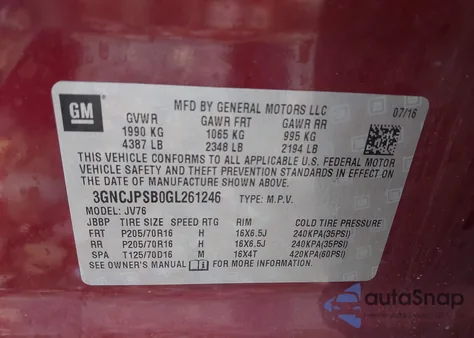 GM
MFD BY GENERAL MOTORS LLC
07/16
GVWR GAWR FRT GAWR RR
1990 KG 1065 KG 995 KG
4387 LB 2348 LB 2194 LB
THIS VEHICLE CONFORMS TO ALL APPLICABLE U.S. FEDERAL MOTOR
VEHICLE SAFETY AND THEFT PREVENTION STANDARDS IN EFFECT
ON THE DATE OF MANUFACTURE SHOWN ABOVE.
3GNCJPSB0GL261246 TYPE: M.P.V.
MODEL: JV76
JBBP TIRE SIZE SPEED RTG RIM COLD TIRE PRESSURE
FRT P205/70R16 H 16X6.5J 240KPA(35PSI)
RR P205/70R16 H 16X6.5J 240KPA(35PSI)
SPA T125/70D16 M 16X4T 420KPA(60PSI)
SEE OWNER'S MANUAL FOR MORE INFORMATION.
autoSnap